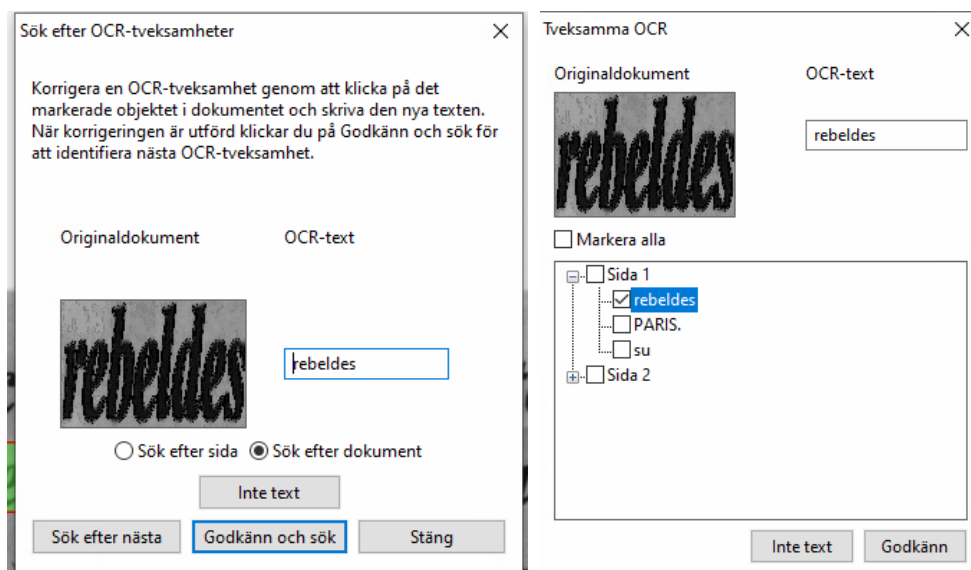 Sök efter OCR-tveksamheter
Korrigera en OCR-tveksamhet genom att klicka på det
markerade objektet i dokumentet och skriva den nya texten.
När korrigeringen är utförd klickar du på Godkänn och sök för
att identifiera nästa OCR-tveksamhet.
Originaldokument
OCR-text
rebeldes
rebeldes
Sök efter sida
Sök efter dokument
Inte text
Sök efter nästa
Godkänn och sök
Stäng
Tveksamma OCR
Originaldokument
OCR-text
rebeldes
rebeldes
Markera alla
Sida 1
rebeldes
PARIS.
su
Sida 2
Inte text
Godkänn